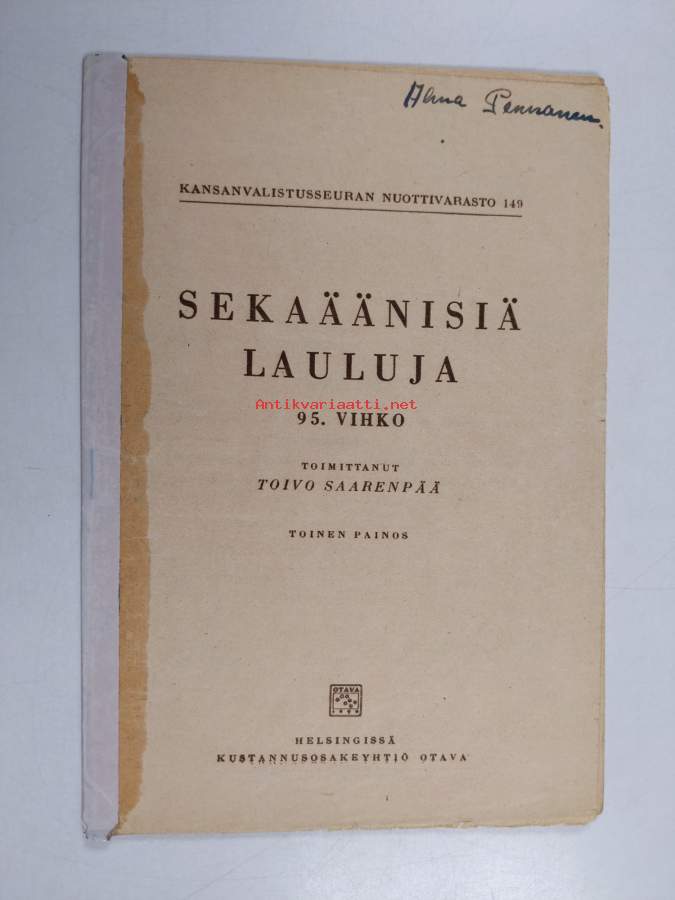 Alma
KANSANVALISTUSSEURAN NUOTTIVARASTO 149
SEKAÄÄNISIÄ
LAULUJA
Antikvariaatti.net
95. VIHKO
TOIMITTANUT
TOIVO SAARENPÄÄ
TOINEN PAINOS
OTAVA
HELSINGISSÄ
KUSTANNUSOSAKEYHTIÖ OTAVA